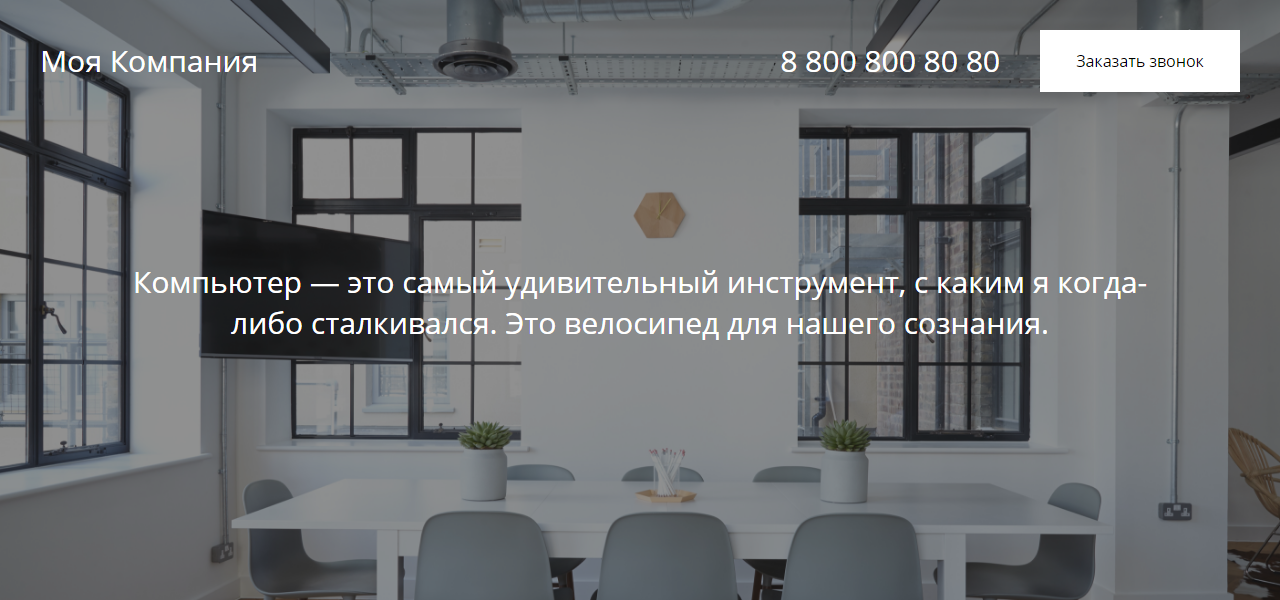 Моя Компания
8 800 800 80 80
Заказать звонок
Компьютер — это самый удивительный инструмент, с каким я когда-
либо сталкивался. Это велосипед для нашего сознания.